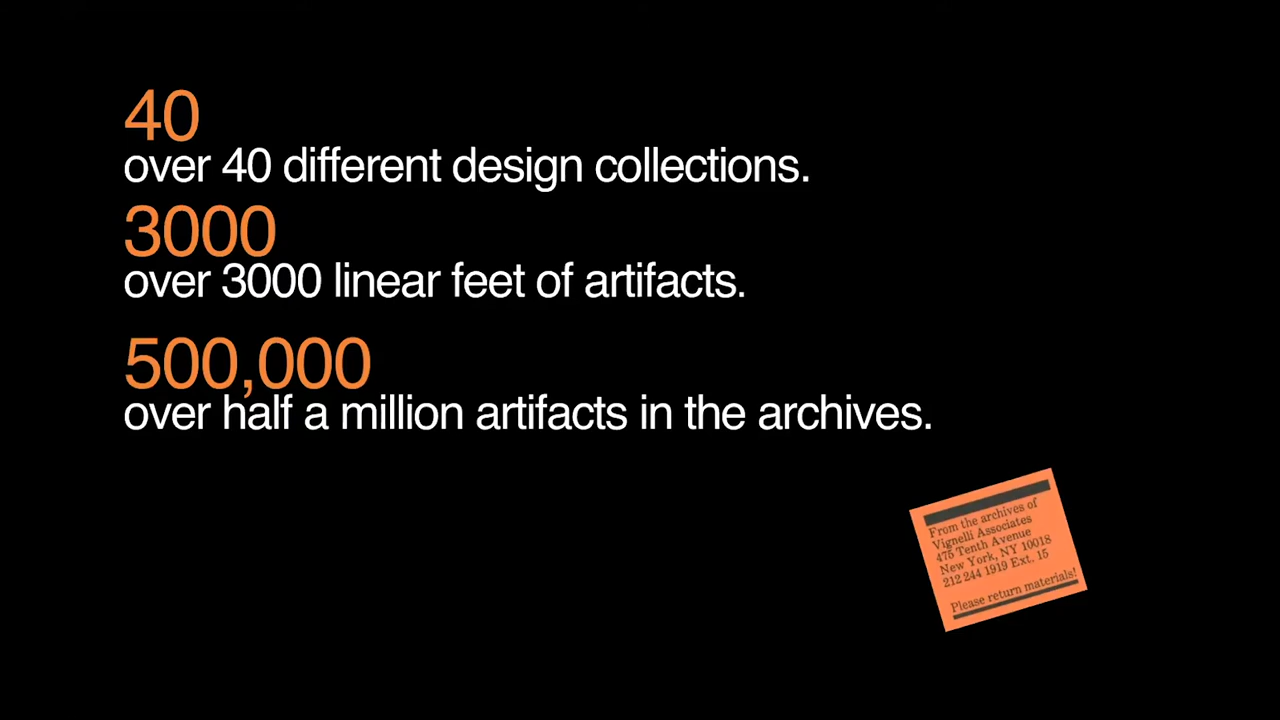 40
over 40 different design collections.
3000
over 3000 linear feet of artifacts.
500,000
over half a million artifacts in the archives.
From the archives of
Vignelli Associates
475 Tenth Avenue
New York, NY 10018
212 244 1919 Ext. 15
Please return materials!